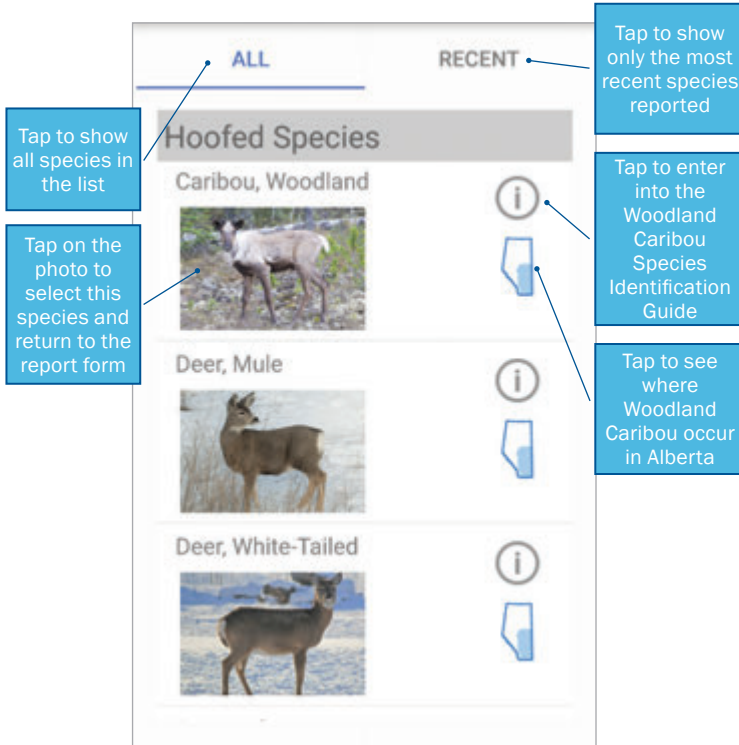 ALL
RECENT
Tap to show
only the most
recent species
reported
Tap to show
all species in
the list
Hoofed Species
Caribou, Woodland
i
Tap to enter
into the
Woodland
Caribou
Species
Identification
Guide
Tap on the
photo to
select this
species and
return to the
report form
Deer, Mule
i
Tap to see
where
Woodland
Caribou occur
in Alberta
Deer, White-Tailed
i